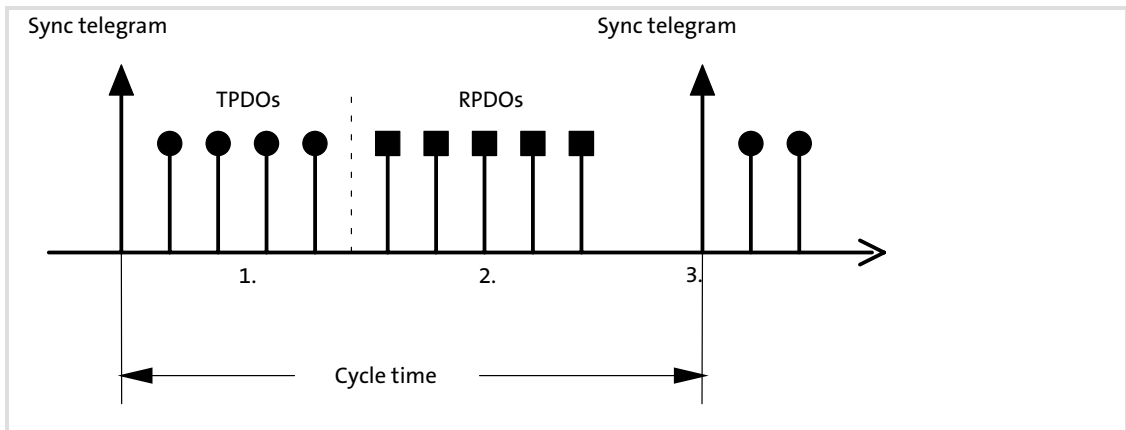 Sync telegram
Sync telegram
TPDOs
RPDOs
1.
2.
3.
Cycle time